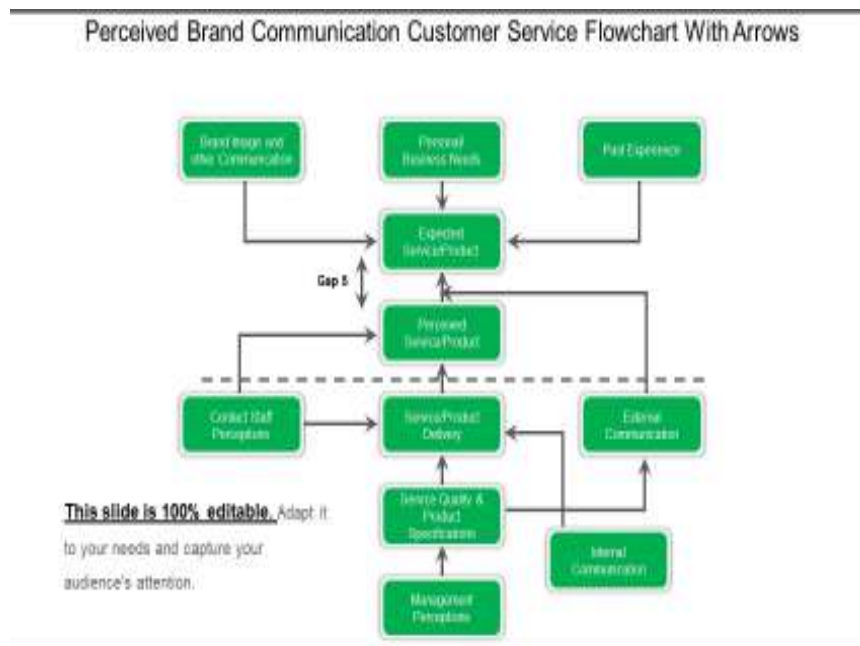 Perceived Brand Communication Customer Service Flowchart With Arrows
Brand Image and
other Communication
Personal
Business Needs
Past Experience
Expected
Service/Product
Gap 5
Perceived
Service/Product
Contact Staff
Perceptions
Service/Product
Delivery
External
Communication
Service Quality &
Product
Specifications
Internal
Communication
Management
Perceptions
This slide is 100% editable. Adapt it
to your needs and capture your
audience's attention.